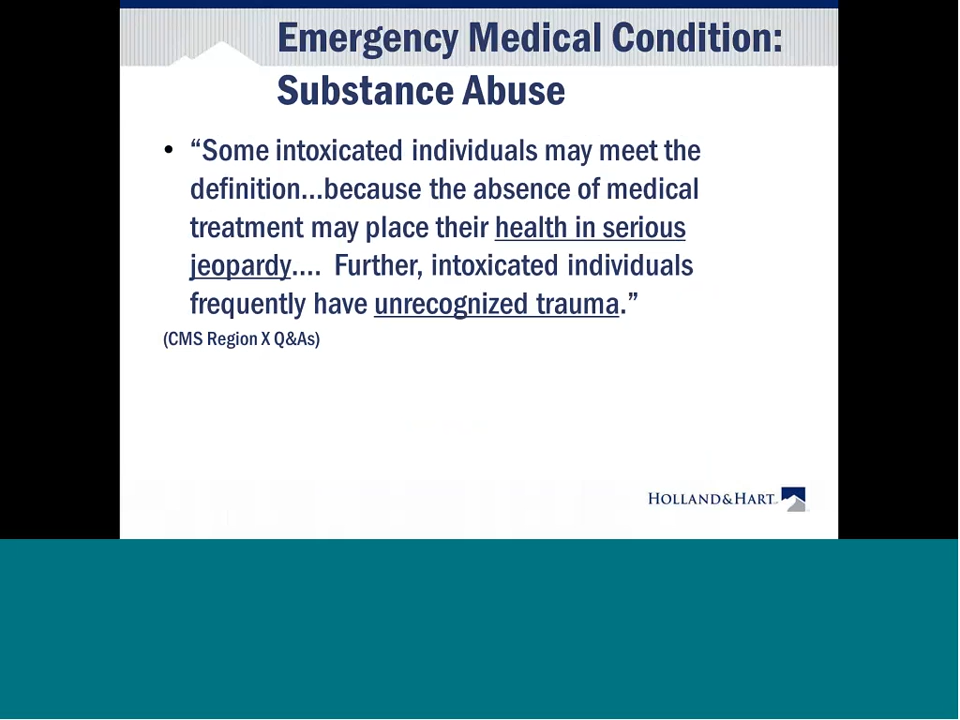 Emergency Medical Condition:
Substance Abuse
• “Some intoxicated individuals may meet the
definition...because the absence of medical
treatment may place their health in serious
jeopardy.... Further, intoxicated individuals
frequently have unrecognized trauma.”
(CMS Region X Q&As)
HOLLAND&HART